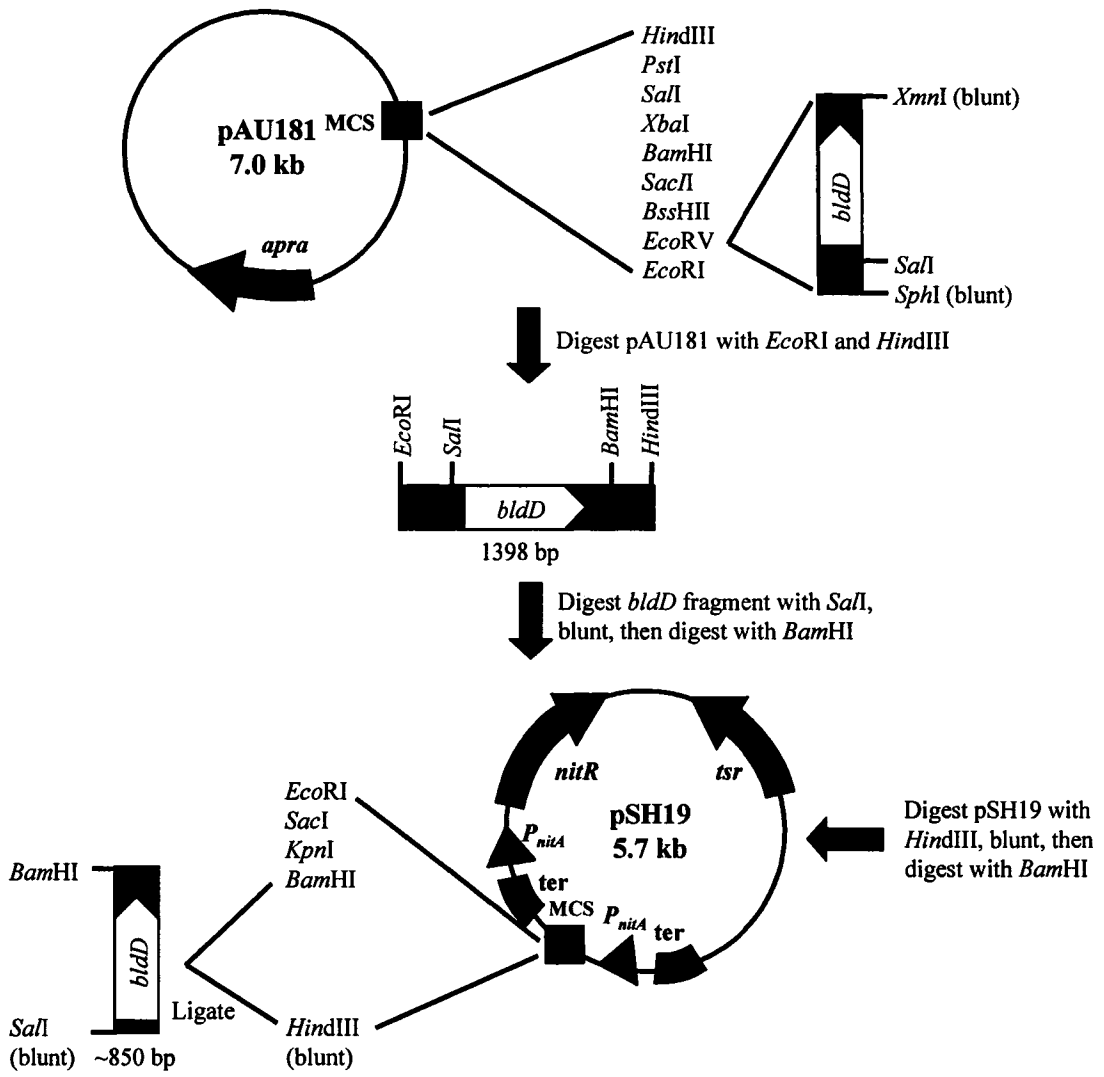 HindIII
PstI
SalI
XbaI
BamHI
SacII
BssHII
EcoRV
EcoRI
pAU181
7.0 kb
MCS
apra
XmnI (blunt)
bldD
SalI
SphI (blunt)
Digest pAU181 with EcoRI and HindIII
EcoRI
SalI
BamHI
HindIII
bldD
1398 bp
Digest bldD fragment with SalI,
blunt, then digest with BamHI
nitR
tsr
pSH19
5.7 kb
PnitA
ter
MCS
PnitA
ter
Digest pSH19 with
HindIII, blunt, then
digest with BamHI
EcoRI
SacI
KpnI
BamHI
HindIII
(blunt)
BamHI
bldD
SalI
(blunt)
~850 bp
Ligate